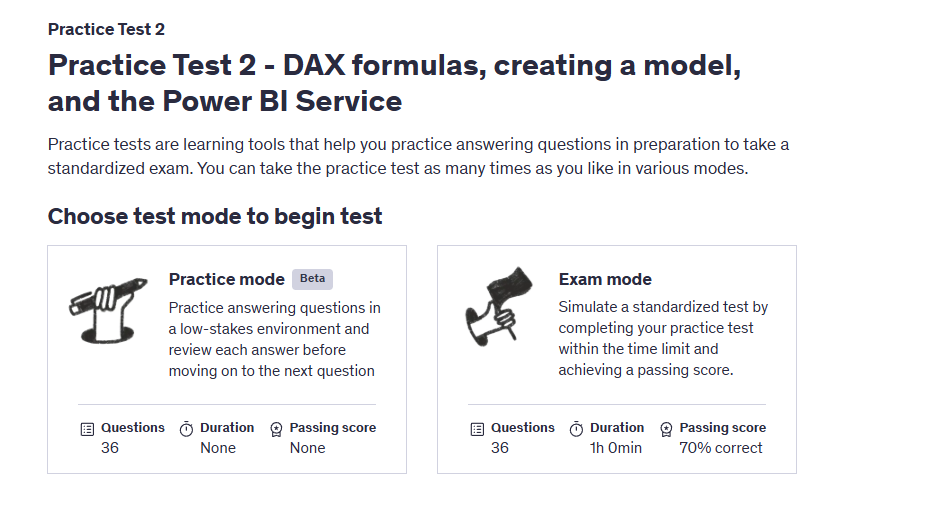 Practice Test 2
Practice Test 2 - DAX formulas, creating a model,
and the Power BI Service
Practice tests are learning tools that help you practice answering questions in preparation to take a
standardized exam. You can take the practice test as many times as you like in various modes.
Choose test mode to begin test
Practice mode Beta
Practice answering questions in
a low-stakes environment and
review each answer before
moving on to the next question
Questions Duration Passing score
36 None None
Exam mode
Simulate a standardized test by
completing your practice test
within the time limit and
achieving a passing score.
Questions Duration Passing score
36 1h 0min 70% correct